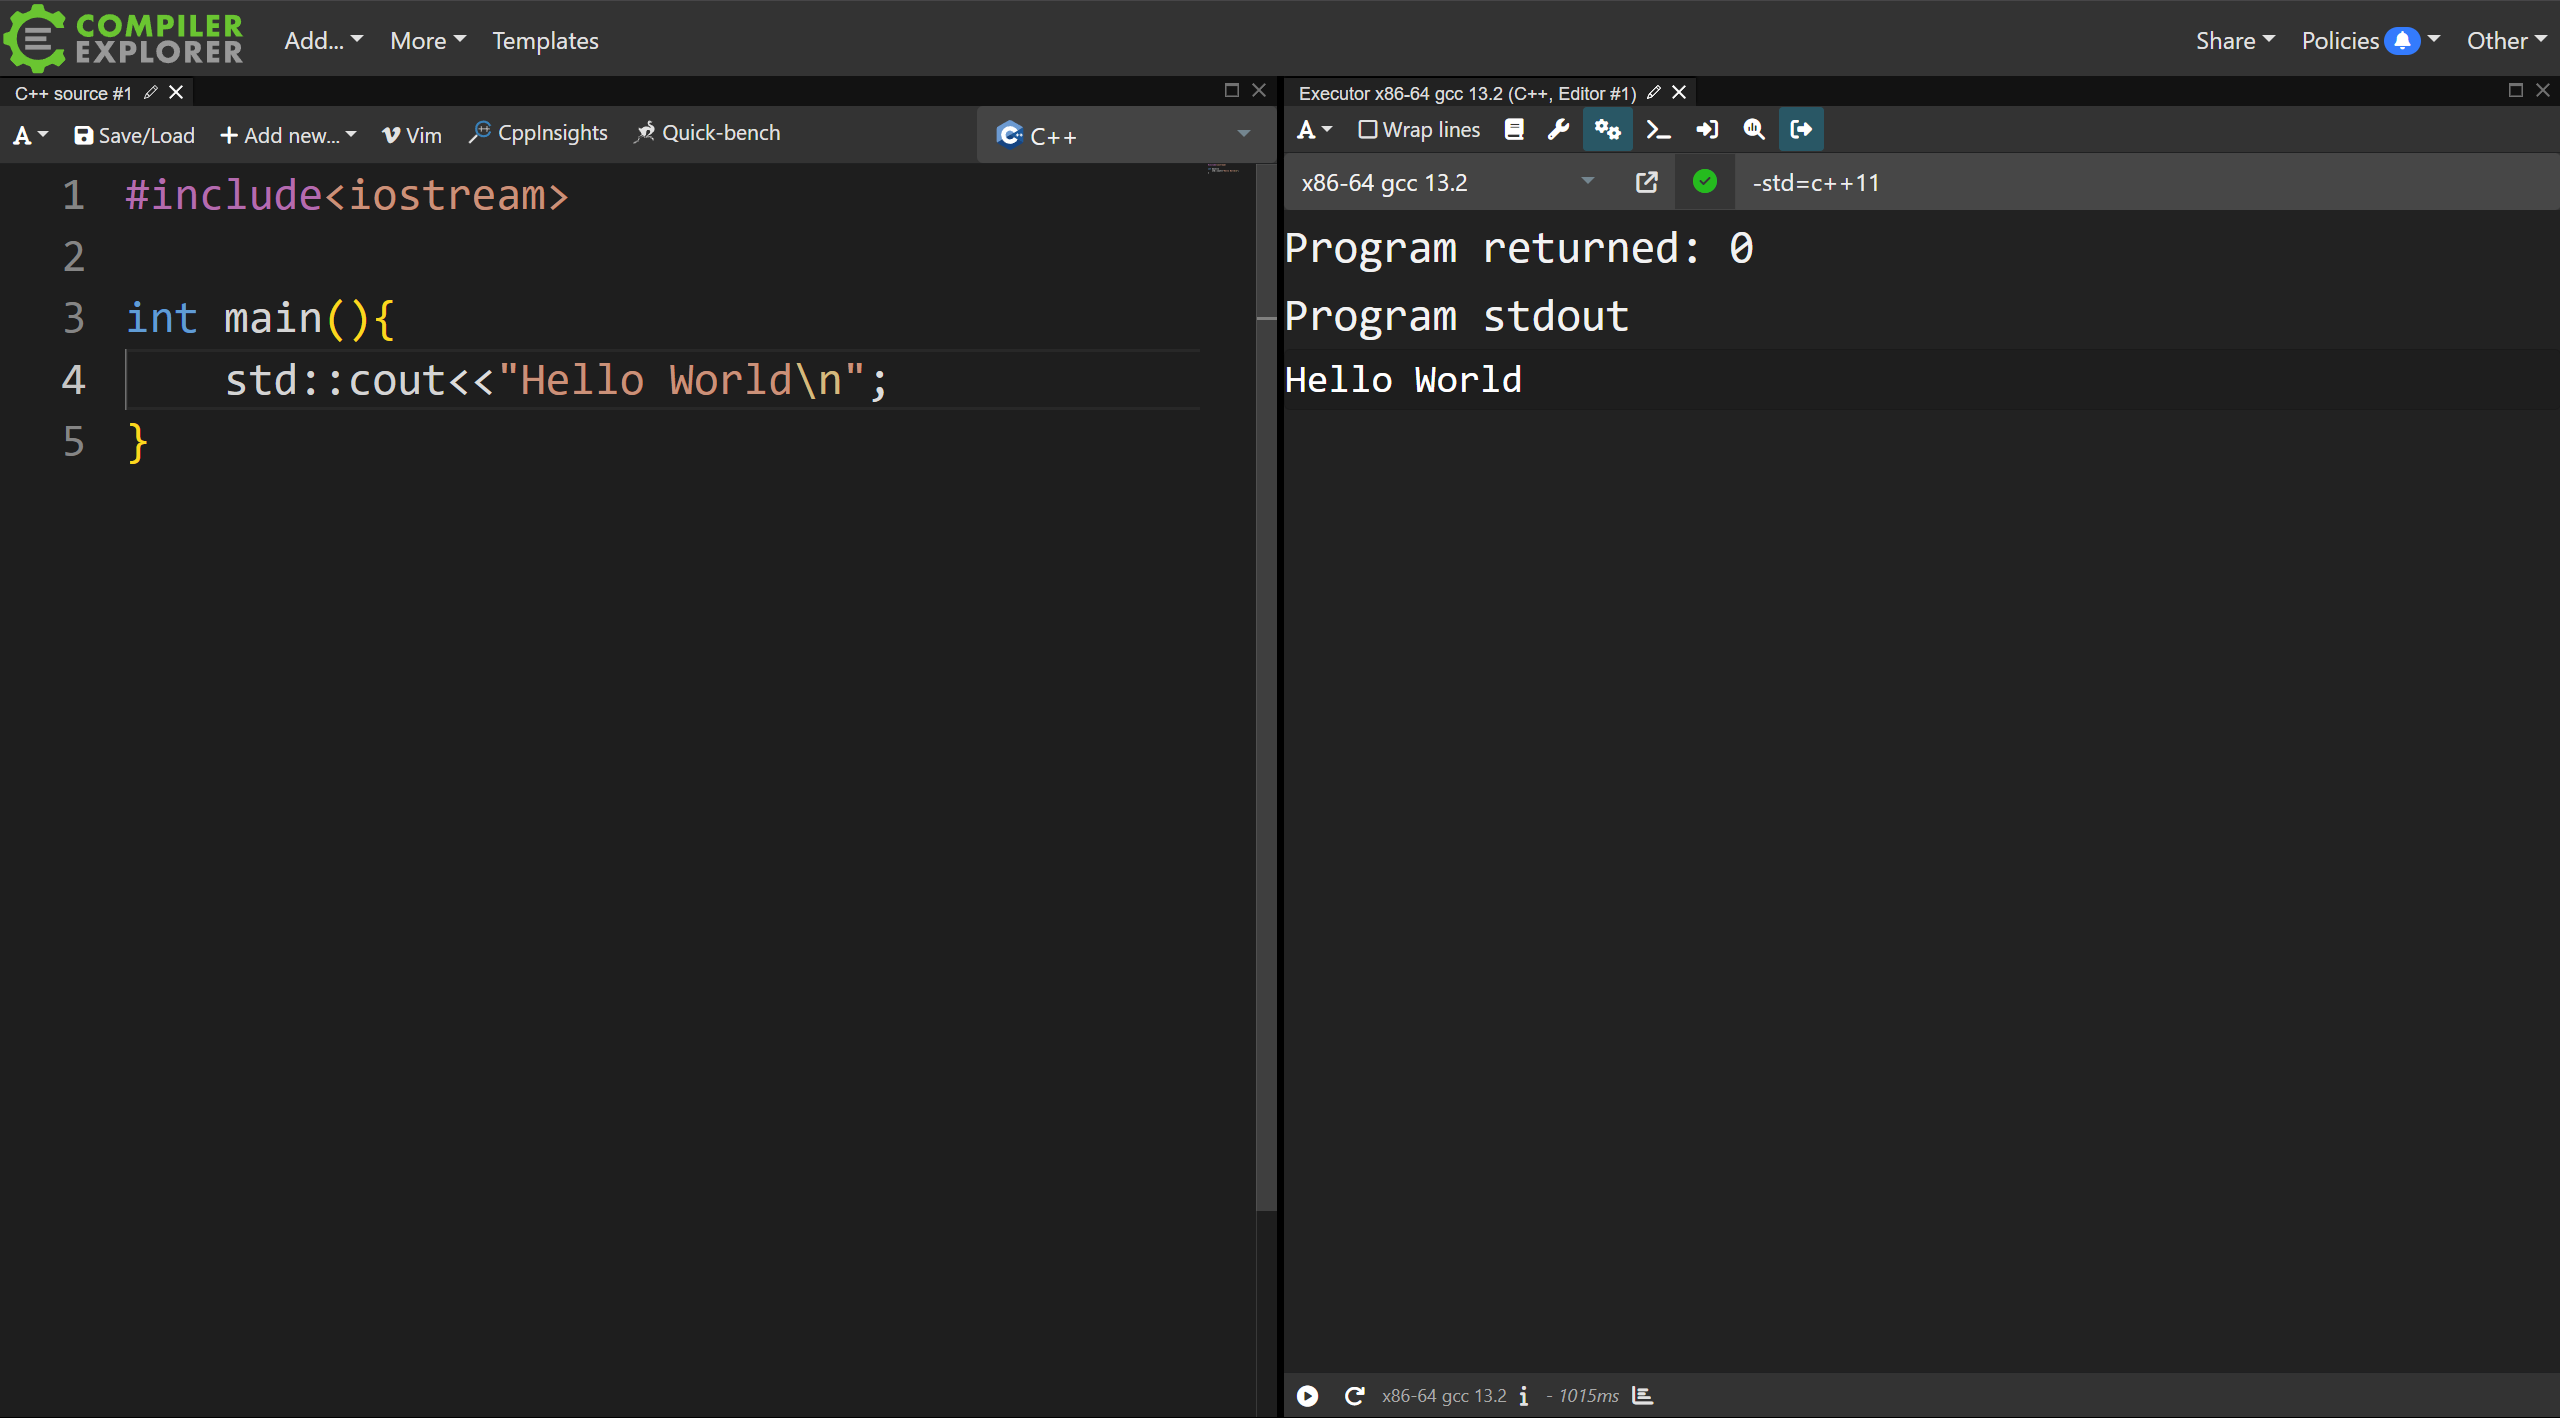 COMPILER EXPLORER Add... More Templates Share Policies Other
C++ source #1
A Save/Load + Add new... Vim CppInsights Quick-bench C++
1 #include<iostream>
2
3 int main(){
4     std::cout<<"Hello World\n";
5 }
Executor x86-64 gcc 13.2 (C++, Editor #1)
A Wrap lines
x86-64 gcc 13.2 -std=c++11
Program returned: 0
Program stdout
Hello World
x86-64 gcc 13.2 i - 1015ms